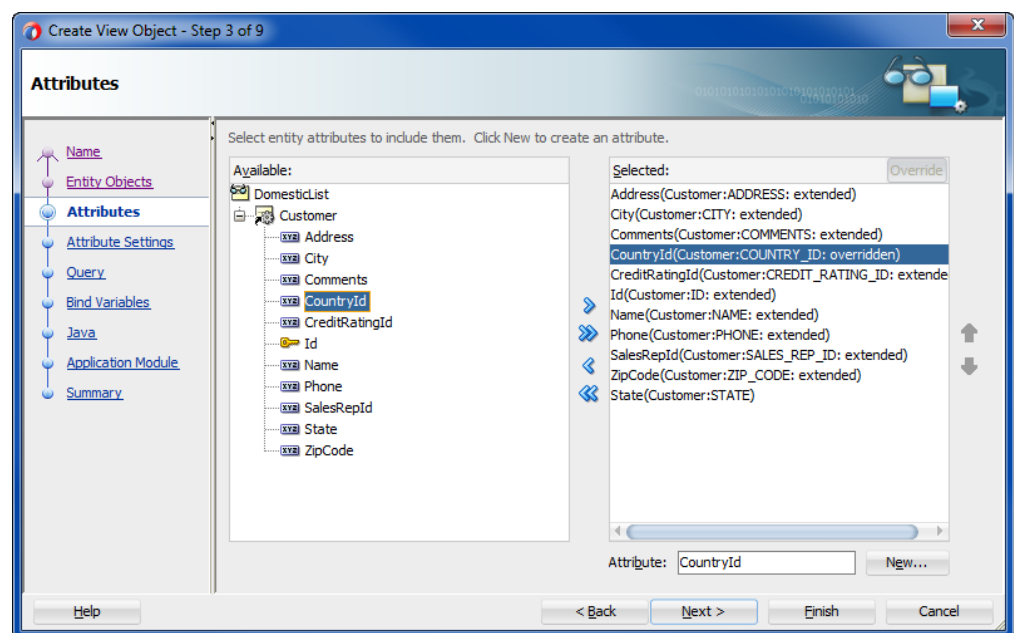 Create View Object - Step 3 of 9
Attributes
Name
Entity Objects
Attributes
Attribute Settings
Query
Bind Variables
Java
Application Module
Summary
Select entity attributes to include them. Click New to create an attribute.
Available:
DomesticList
Customer
Address
City
Comments
CountryId
CreditRatingId
Id
Name
Phone
SalesRepId
State
ZipCode
Selected:
Override
Address(Customer:ADDRESS: extended)
City(Customer:CITY: extended)
Comments(Customer:COMMENTS: extended)
CountryId(Customer:COUNTRY_ID: overridden)
CreditRatingId(Customer:CREDIT_RATING_ID: extende
Id(Customer:ID: extended)
Name(Customer:NAME: extended)
Phone(Customer:PHONE: extended)
SalesRepId(Customer:SALES_REP_ID: extended)
ZipCode(Customer:ZIP_CODE: extended)
State(Customer:STATE)
Attribute: CountryId New...
Help < Back Next > Finish Cancel